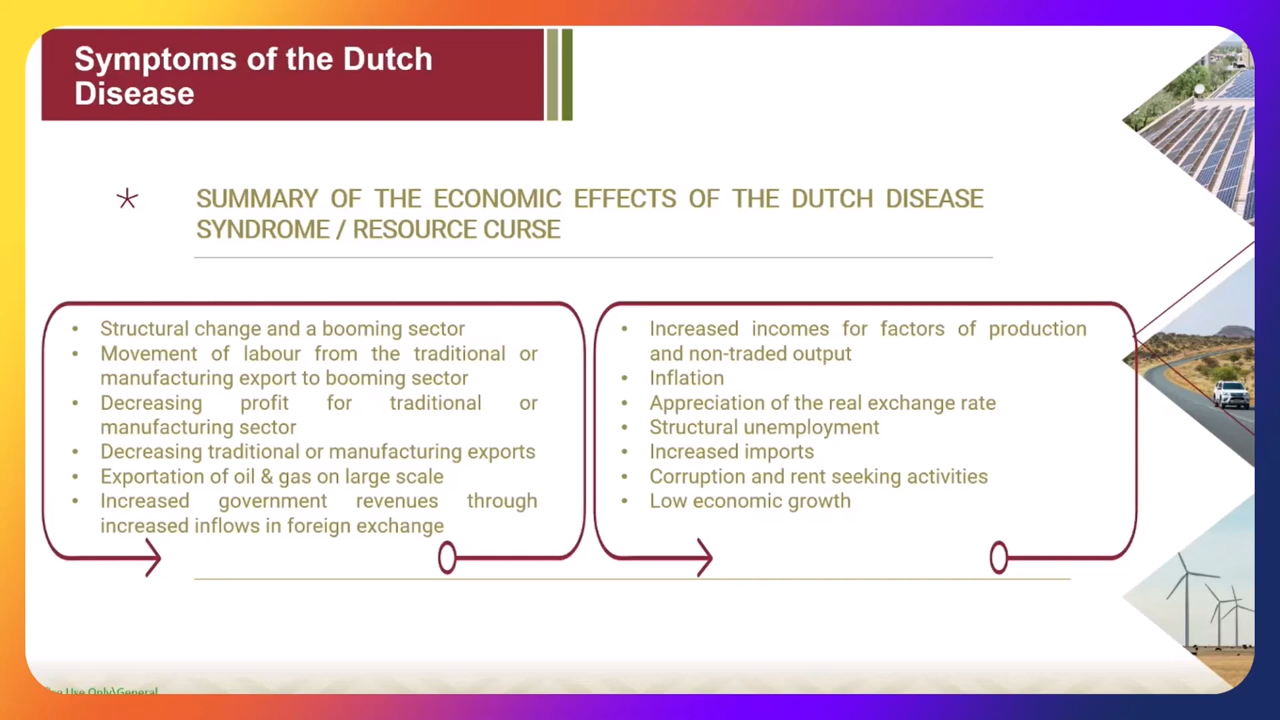 Symptoms of the Dutch
Disease
SUMMARY OF THE ECONOMIC EFFECTS OF THE DUTCH DISEASE
SYNDROME / RESOURCE CURSE
• Structural change and a booming sector
• Movement of labour from the traditional or
manufacturing export to booming sector
• Decreasing profit for traditional or
manufacturing sector
• Decreasing traditional or manufacturing exports
• Exportation of oil & gas on large scale
• Increased government revenues through
increased inflows in foreign exchange
• Increased incomes for factors of production
and non-traded output
• Inflation
• Appreciation of the real exchange rate
• Structural unemployment
• Increased imports
• Corruption and rent seeking activities
• Low economic growth
Use Only\General